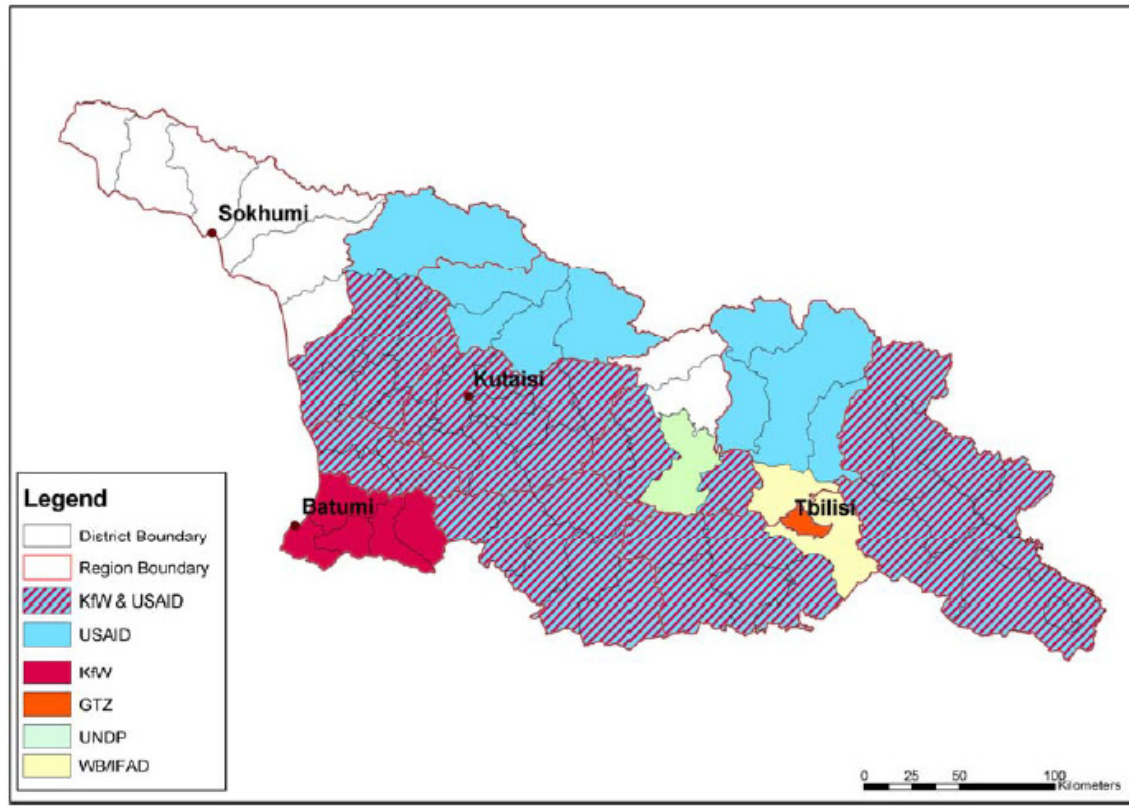 Sokhumi
Kutaisi
Batumi
Tbilisi
Legend
District Boundary
Region Boundary
KfW & USAID
USAID
KfW
GTZ
UNDP
WB/IFAD
0 25 50 100
Kilometers